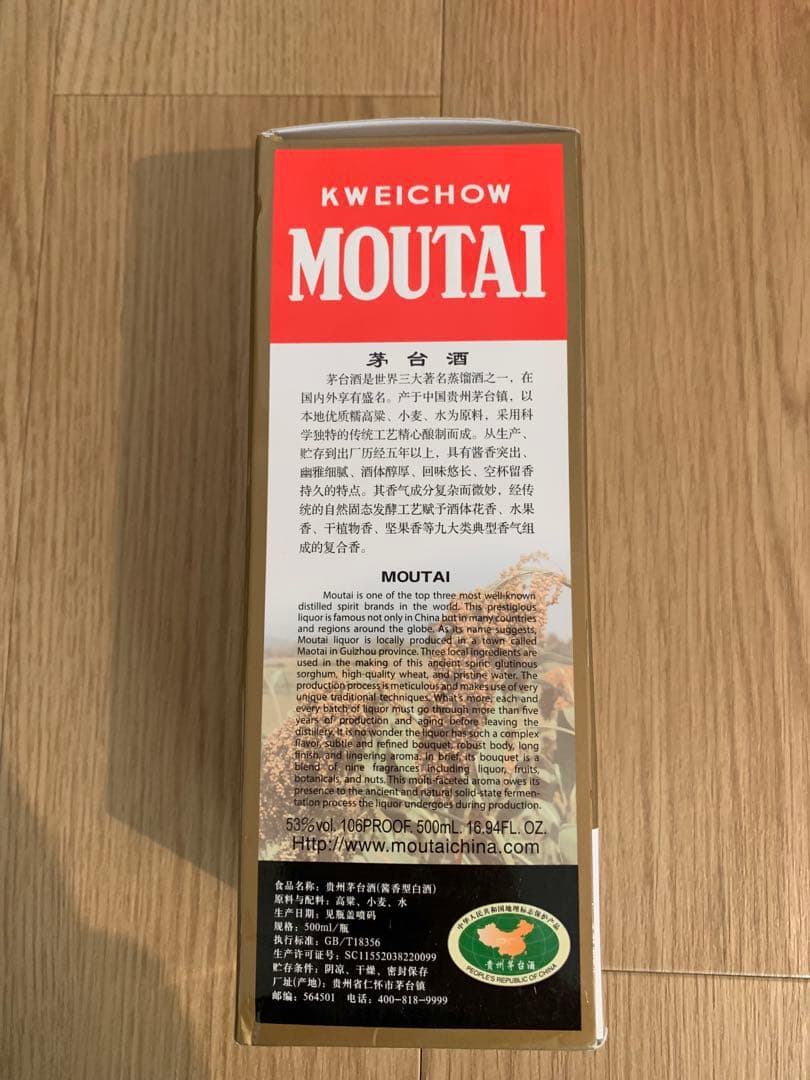 KWEICHOW
MOUTAI
茅台酒
茅台酒是世界三大著名蒸馏酒之一，在
国内外享有盛名。产于中国贵州茅台镇，以
本地优质糯高粱、小麦、水为原料，采用科
学独特的传统工艺精心酿制而成。从生产、
贮存到出厂历经五年以上，具有酱香突出、
幽雅细腻、酒体醇厚、回味悠长、空杯留香
持久的特点。其香气成分复杂而微妙，经传
统的自然固态发酵工艺赋予酒体花香、水果
香、干植物香、坚果香等九大类典型香气组
成的复合香。
MOUTAI
Moutai is one of the top three most well-known
distilled spirit brands in the world. This prestigious
liquor is famous not only in China but in many countries
and regions around the globe. As its name suggests,
Moutai liquor is locally produced in a town called
Maotai in Guizhou province. Three local ingredients are
used in the making of this ancient spirit: glutinous
sorghum, high-quality wheat, and pristine water. The
production process is meticulous and makes use of very
unique traditional techniques. What's more, each and
every batch of liquor must go through more than five
years of production and aging before leaving the
distillery. It is no wonder the liquor has such a complex
flavor, subtle and refined bouquet, robust body, long
finish, and lingering aroma. In brief, its bouquet is a
blend of nine fragrances including liquor, fruits,
botanicals, and nuts. This multi-faceted aroma owes its
presence to the ancient and natural solid-state fermen-
tation process the liquor undergoes during production.
53%vol. 106PROOF. 500mL. 16.94FL. OZ.
Http://www.moutaichina.com
食品名称：贵州茅台酒(酱香型白酒)
原料与配料：高粱、小麦、水
生产日期：见瓶盖喷码
规格：500ml/瓶
执行标准：GB/T18356
生产许可证号：SC11552038220099
贮存条件：阴凉、干燥、密封保存
厂址(产地)：贵州省仁怀市茅台镇
邮编：564501 电话：400-818-9999
中华人民共和国地理标志保护产品
贵州茅台酒
PEOPLE'S REPUBLIC OF CHINA